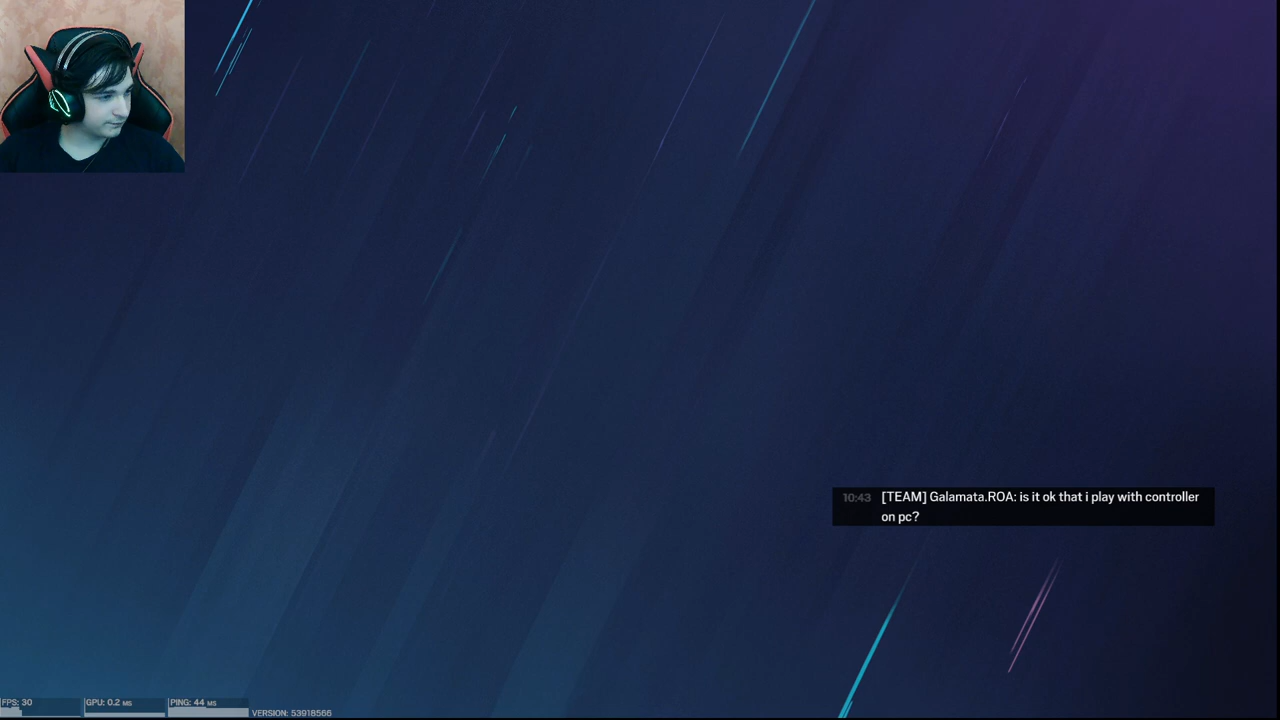 10:43 [TEAM] Galamata.ROA: is it ok that i play with controller
on pc?
FPS: 30 GPU: 0.2 MS PING: 44 MS VERSION: 53918566